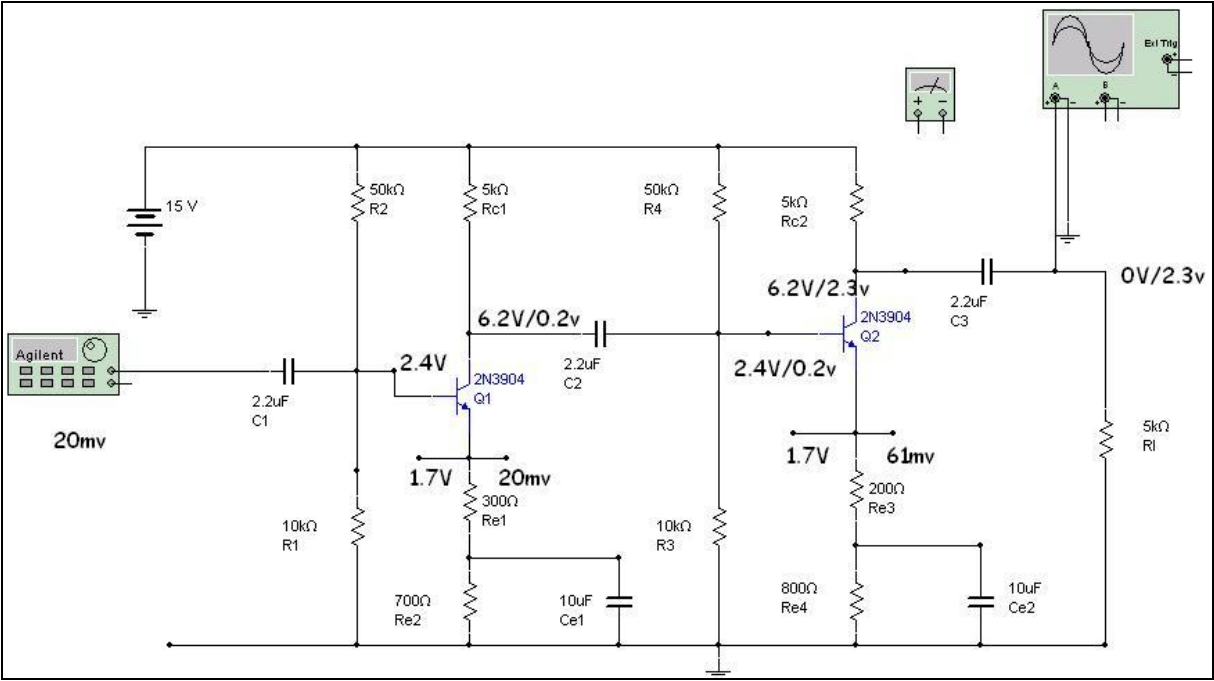 Ext Trig
+
-
A
B
+ -
+ -
+ -
50kΩ
R2
5kΩ
Rc1
50kΩ
R4
5kΩ
Rc2
15 V
6.2V/2.3v
0V/2.3v
2.2uF
C3
6.2V/0.2v
2N3904
Q2
Agilent
2.4V
2.2uF
C2
2.4V/0.2v
2N3904
Q1
2.2uF
C1
20mv
5kΩ
Rl
1.7V
20mv
1.7V
61mv
300Ω
Re1
200Ω
Re3
10kΩ
R1
10kΩ
R3
700Ω
Re2
10uF
Ce1
800Ω
Re4
10uF
Ce2